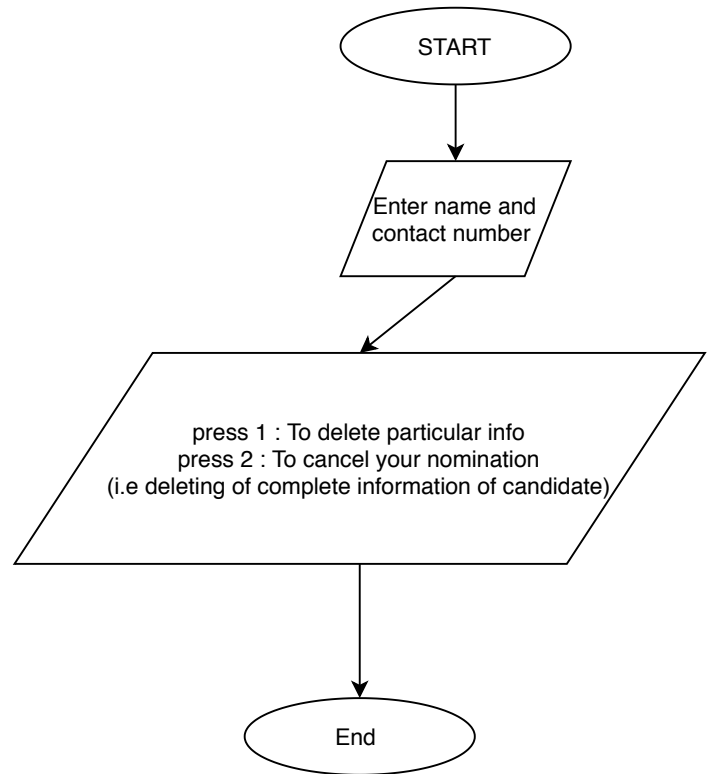 START
Enter name and
contact number
press 1 : To delete particular info
press 2 : To cancel your nomination
(i.e deleting of complete information of candidate)
End